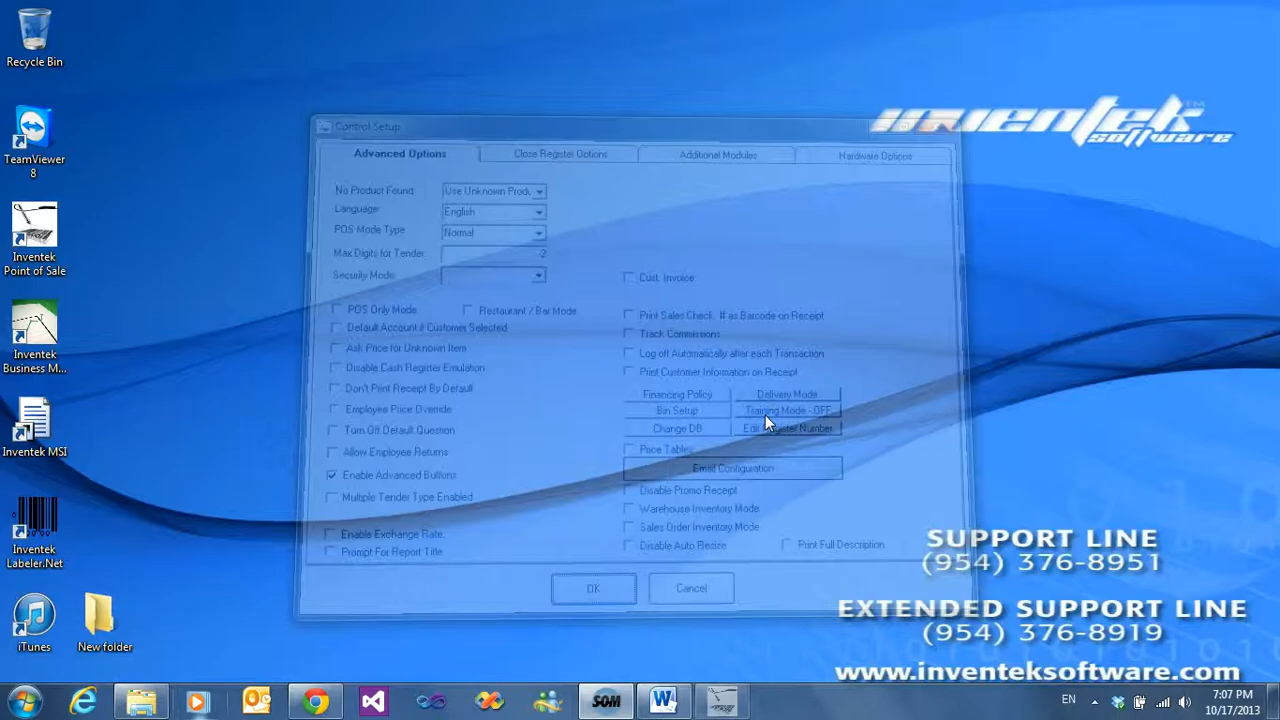 Recycle Bin
TeamViewer
8
Inventek
Point of Sale
Inventek
Business M...
Inventek MSI
Inventek
Labeler.Net
iTunes
New folder
inventek™
software
Control Setup
Advanced Options
Close Register Options
Additional Modules
Hardware Options
No Product Found
Use Unknown Produ
Language:
English
POS Mode Type
Normal
Max Digits for Tender
2
Security Mode:
POS Only Mode
Restaurant / Bar Mode
Default Account # Customer Selected
Ask Price for Unknown Item
Disable Cash Register Emulation
Don't Print Receipt By Default
Employee Price Override
Turn Off Default Question
Allow Employee Returns
Enable Advanced Buttons
Multiple Tender Type Enabled
Enable Exchange Rate:
Prompt For Report Title
Cust. Invoice
Print Sales Check # as Barcode on Receipt
Track Commissions
Log off Automatically after each Transaction
Print Customer Information on Receipt
Financing Policy
Delivery Mode
Bin Setup
Training Mode - OFF
Change DB
Edit Register Number
Price Tables
Email Configuration
Disable Promo Receipt
Warehouse Inventory Mode
Sales Order Inventory Mode
Disable Auto Resize
Print Full Description
OK
Cancel
SUPPORT LINE
(954) 376-8951
EXTENDED SUPPORT LINE
(954) 376-8919
www.inventeksoftware.com
SOM
EN
7:07 PM
10/17/2013